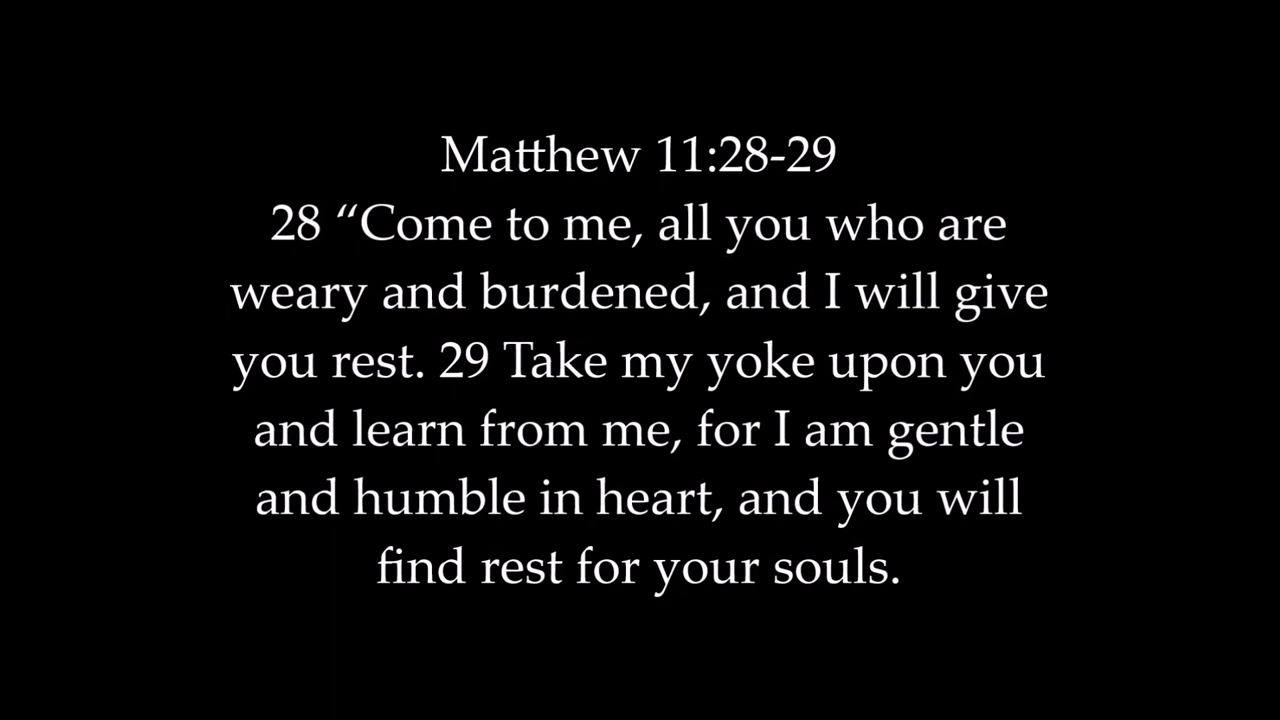 Matthew 11:28-29
28 “Come to me, all you who are
weary and burdened, and I will give
you rest. 29 Take my yoke upon you
and learn from me, for I am gentle
and humble in heart, and you will
find rest for your souls.